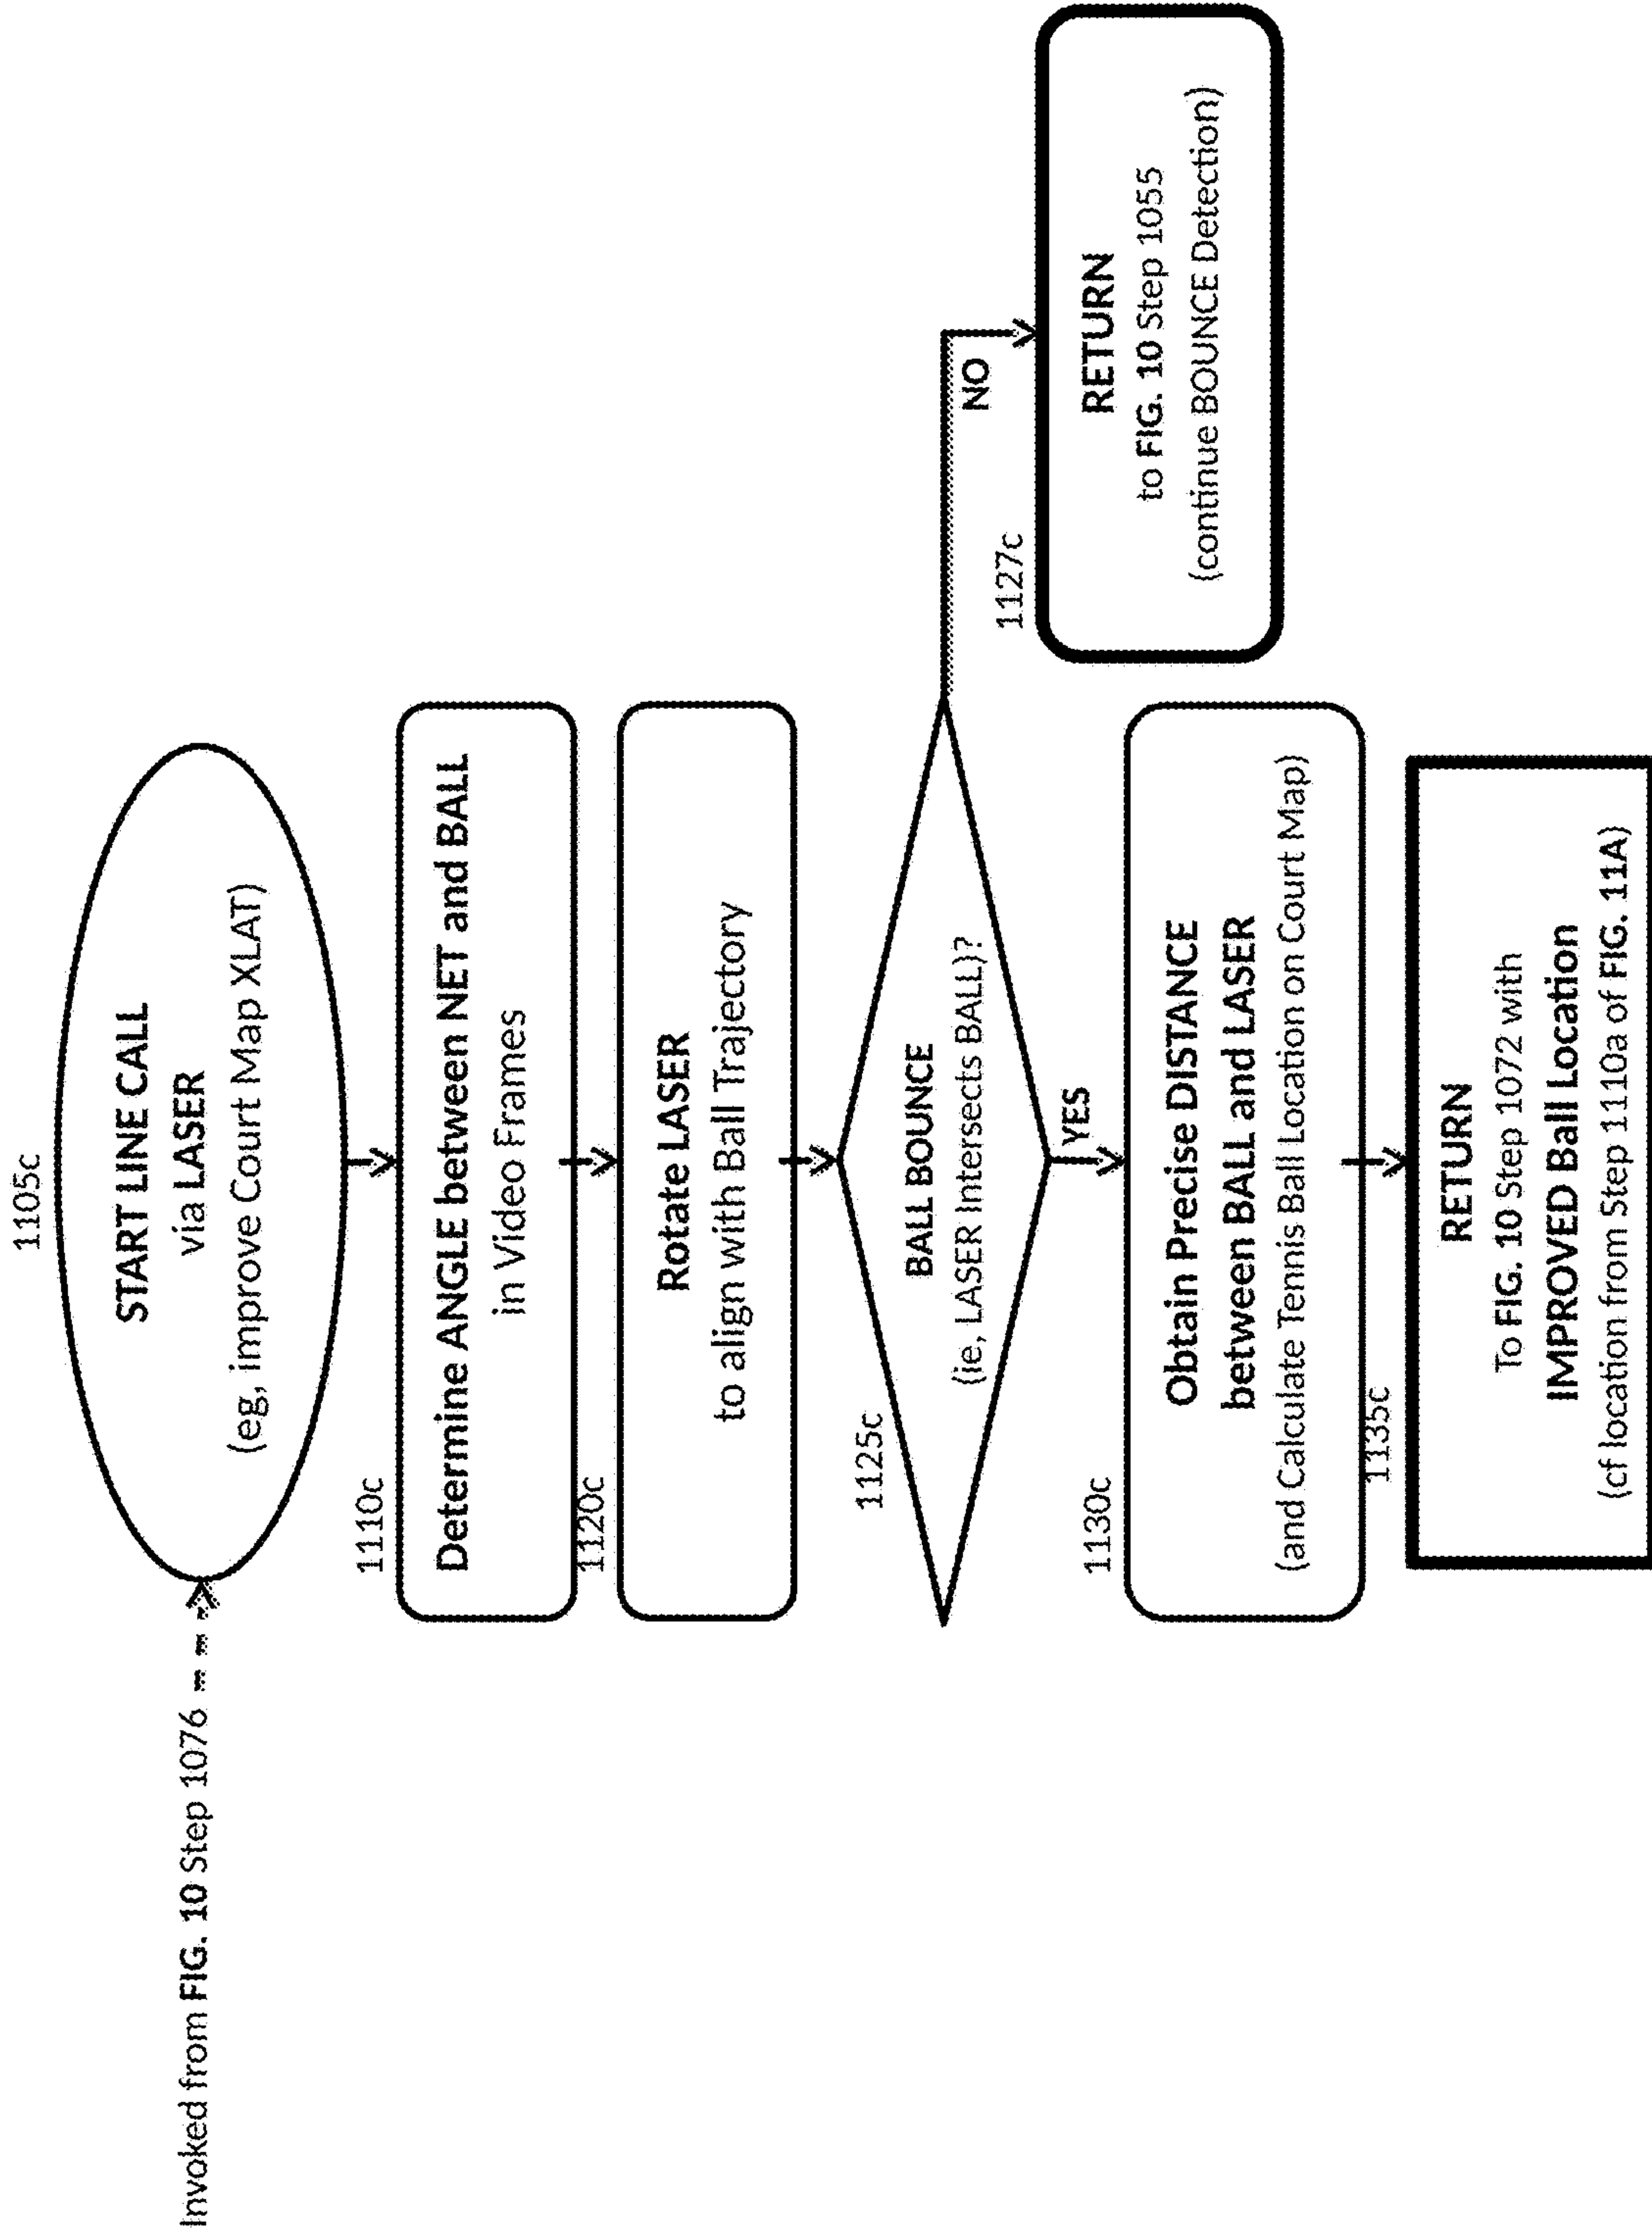 1105c
Invoked from FIG. 10 Step 1076
START LINE CALL
via LASER
(eg, improve Court Map XLAT)
1110c
Determine ANGLE between NET and BALL
in Video Frames
1120c
Rotate LASER
to align with Ball Trajectory
1125c
BALL BOUNCE
(ie, LASER Intersects BALL)?
NO
YES
1127c
RETURN
to FIG. 10 Step 1055
(continue BOUNCE Detection)
1130c
Obtain Precise DISTANCE
between BALL and LASER
(and Calculate Tennis Ball Location on Court Map)
1135c
RETURN
To FIG. 10 Step 1072 with
IMPROVED Ball Location
(cf location from Step 1110a of FIG. 11A)